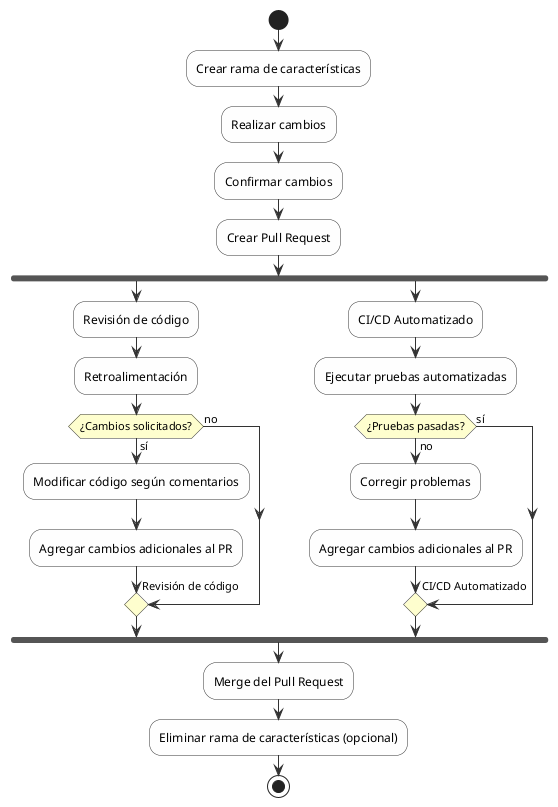 Crear rama de características
Realizar cambios
Confirmar cambios
Crear Pull Request
Revisión de código
Retroalimentación
¿Cambios solicitados?
no
sí
Modificar código según comentarios
Agregar cambios adicionales al PR
Revisión de código
CI/CD Automatizado
Ejecutar pruebas automatizadas
¿Pruebas pasadas?
sí
no
Corregir problemas
Agregar cambios adicionales al PR
CI/CD Automatizado
Merge del Pull Request
Eliminar rama de características (opcional)